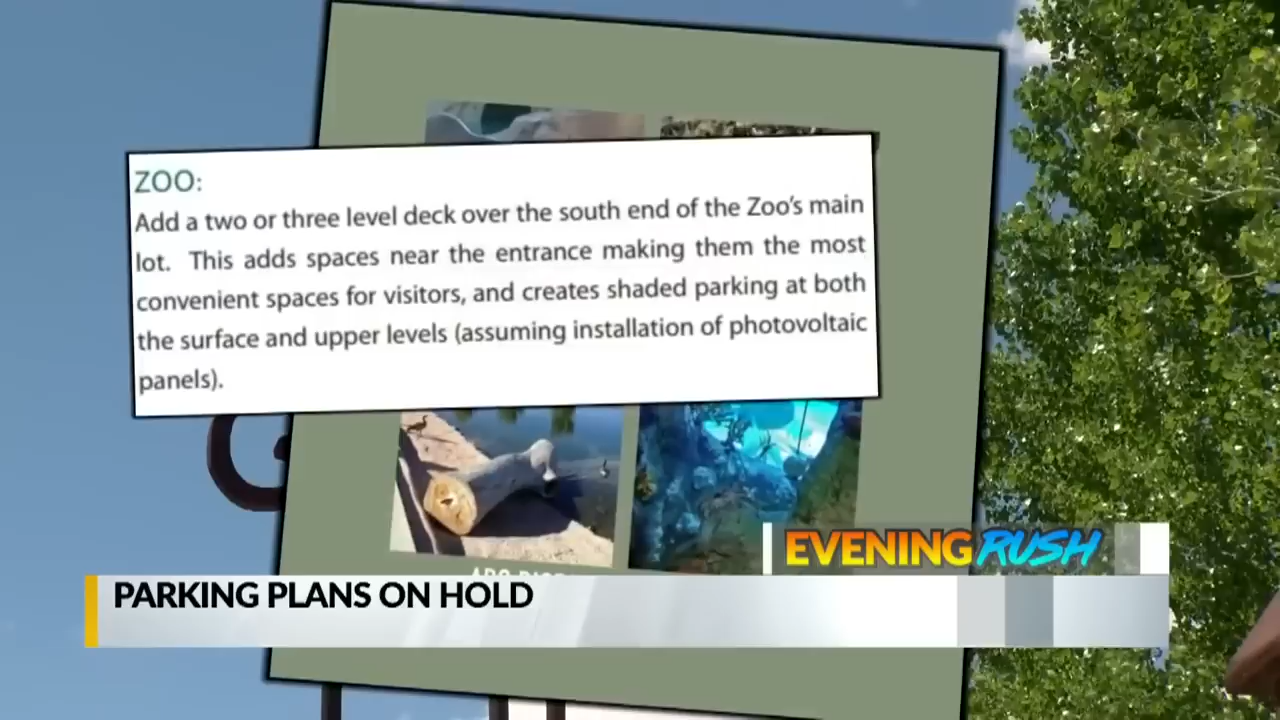 ZOO:
Add a two or three level deck over the south end of the Zoo's main
lot. This adds spaces near the entrance making them the most
convenient spaces for visitors, and creates shaded parking at both
the surface and upper levels (assuming installation of photovoltaic
panels).
EVENING RUSH
PARKING PLANS ON HOLD